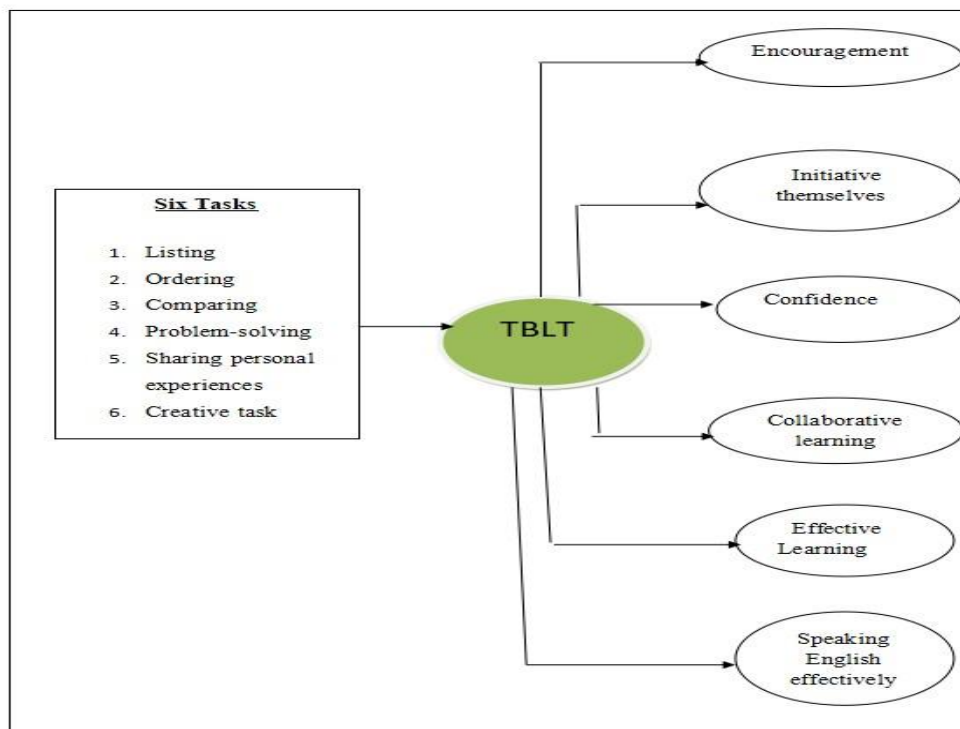 Six Tasks
1. Listing
2. Ordering
3. Comparing
4. Problem-solving
5. Sharing personal
experiences
6. Creative task
TBLT
Encouragement
Initiative
themselves
Confidence
Collaborative
learning
Effective
Learning
Speaking
English
effectively